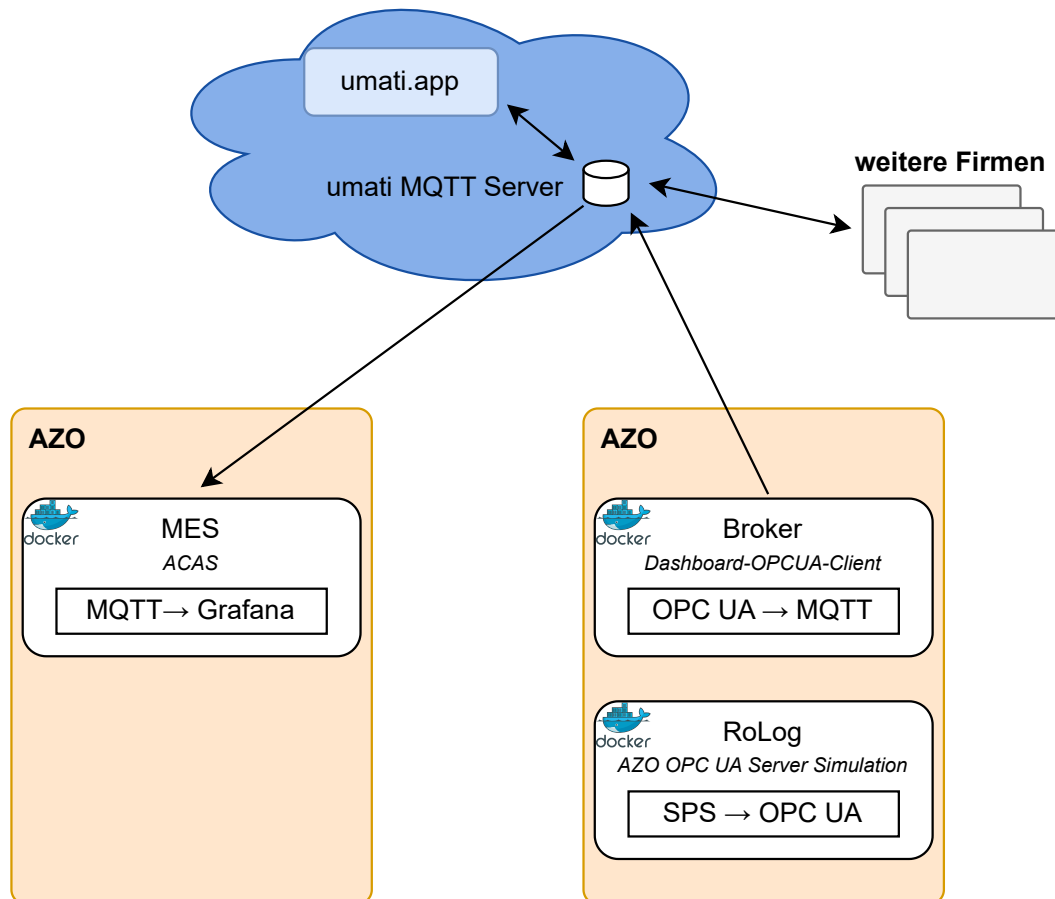 umati.app
umati MQTT Server
weitere Firmen
AZO
docker
MES
ACAS
MQTT→ Grafana
AZO
docker
Broker
Dashboard-OPCUA-Client
OPC UA → MQTT
docker
RoLog
AZO OPC UA Server Simulation
SPS → OPC UA